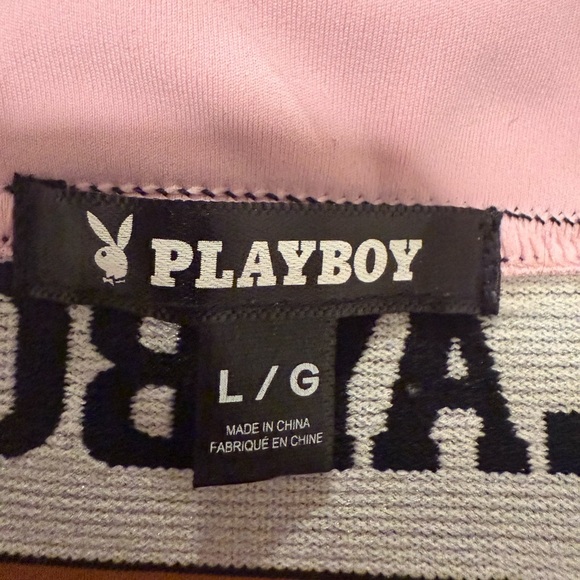 PLAYBOY
L / G
MADE IN CHINA
FABRIQUÉ EN CHINE